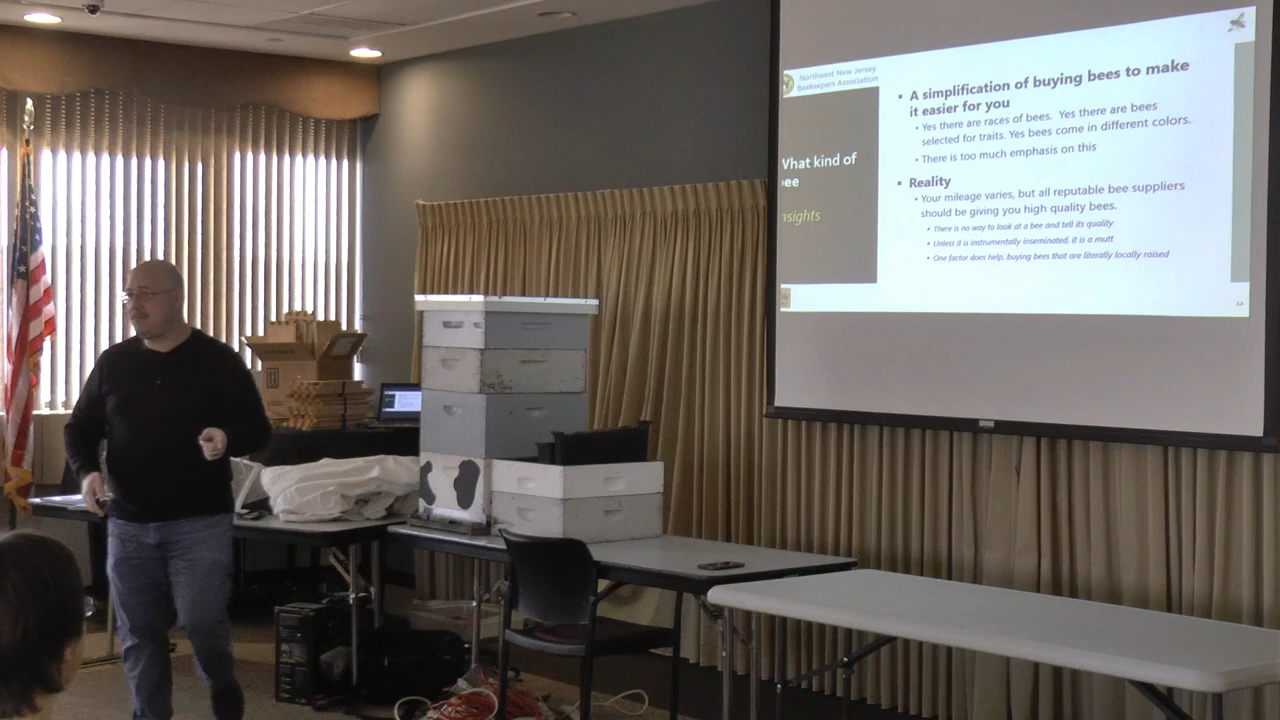 Northwest New Jersey
Beekeepers Association
What kind of
bee
nsights
▪ A simplification of buying bees to make
it easier for you
• Yes there are races of bees. Yes there are bees
selected for traits. Yes bees come in different colors.
• There is too much emphasis on this
▪ Reality
• Your mileage varies, but all reputable bee suppliers
should be giving you high quality bees.
• There is no way to look at a bee and tell its quality
• Unless it is instrumentally inseminated, it is a mutt
• One factor does help, buying bees that are literally locally raised